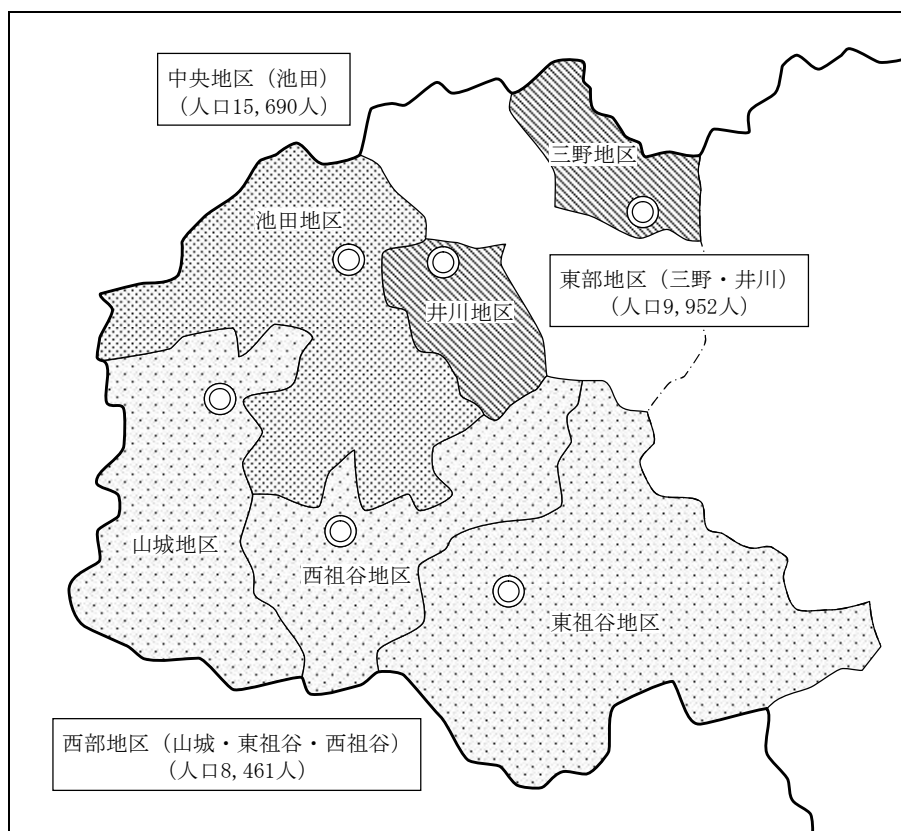 中央地区（池田）
（人口15,690人）
三野地区
池田地区
東部地区（三野・井川）
（人口9,952人）
井川地区
山城地区
西祖谷地区
東祖谷地区
西部地区（山城・東祖谷・西祖谷）
（人口8,461人）